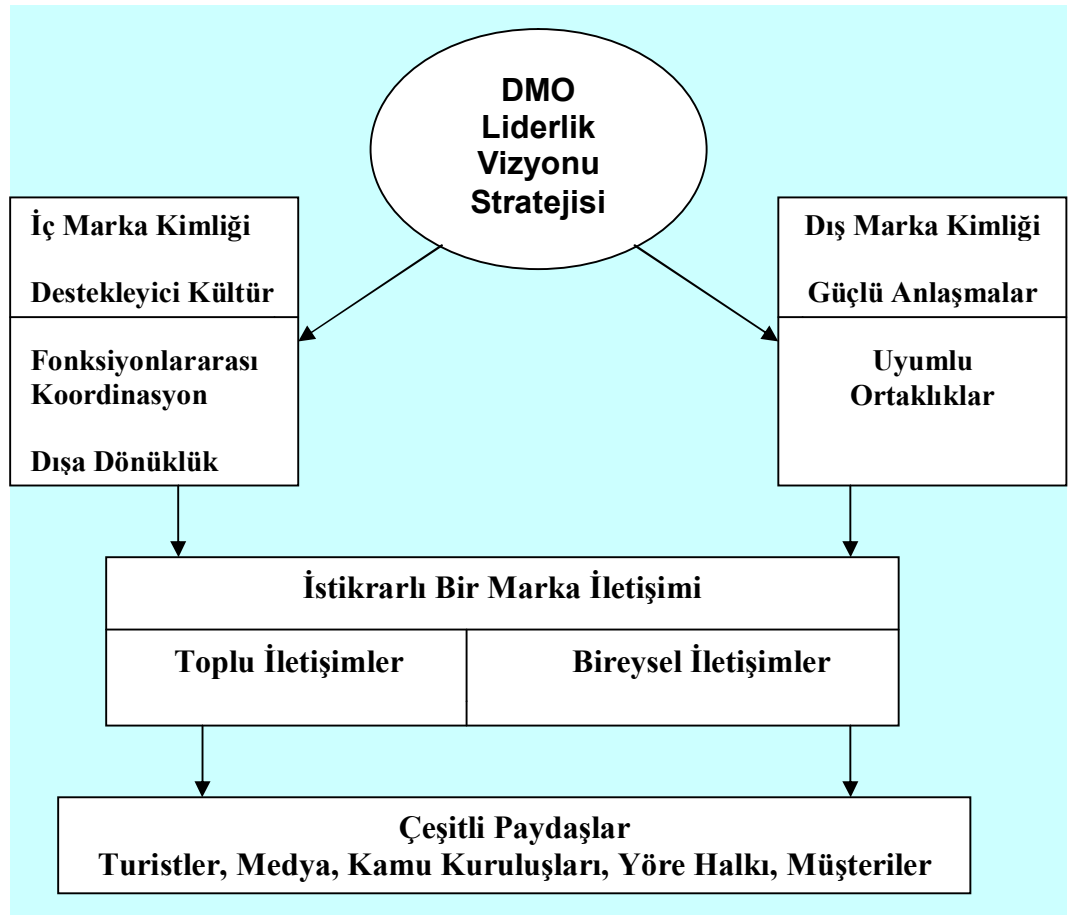 DMO
Liderlik
Vizyonu
Stratejisi
İç Marka Kimliği
Destekleyici Kültür
Fonksiyonlararası
Koordinasyon
Dışa Dönüklük
Dış Marka Kimliği
Güçlü Anlaşmalar
Uyumlu
Ortaklıklar
İstikrarlı Bir Marka İletişimi
Toplu İletişimler
Bireysel İletişimler
Çeşitli Paydaşlar
Turistler, Medya, Kamu Kuruluşları, Yöre Halkı, Müşteriler